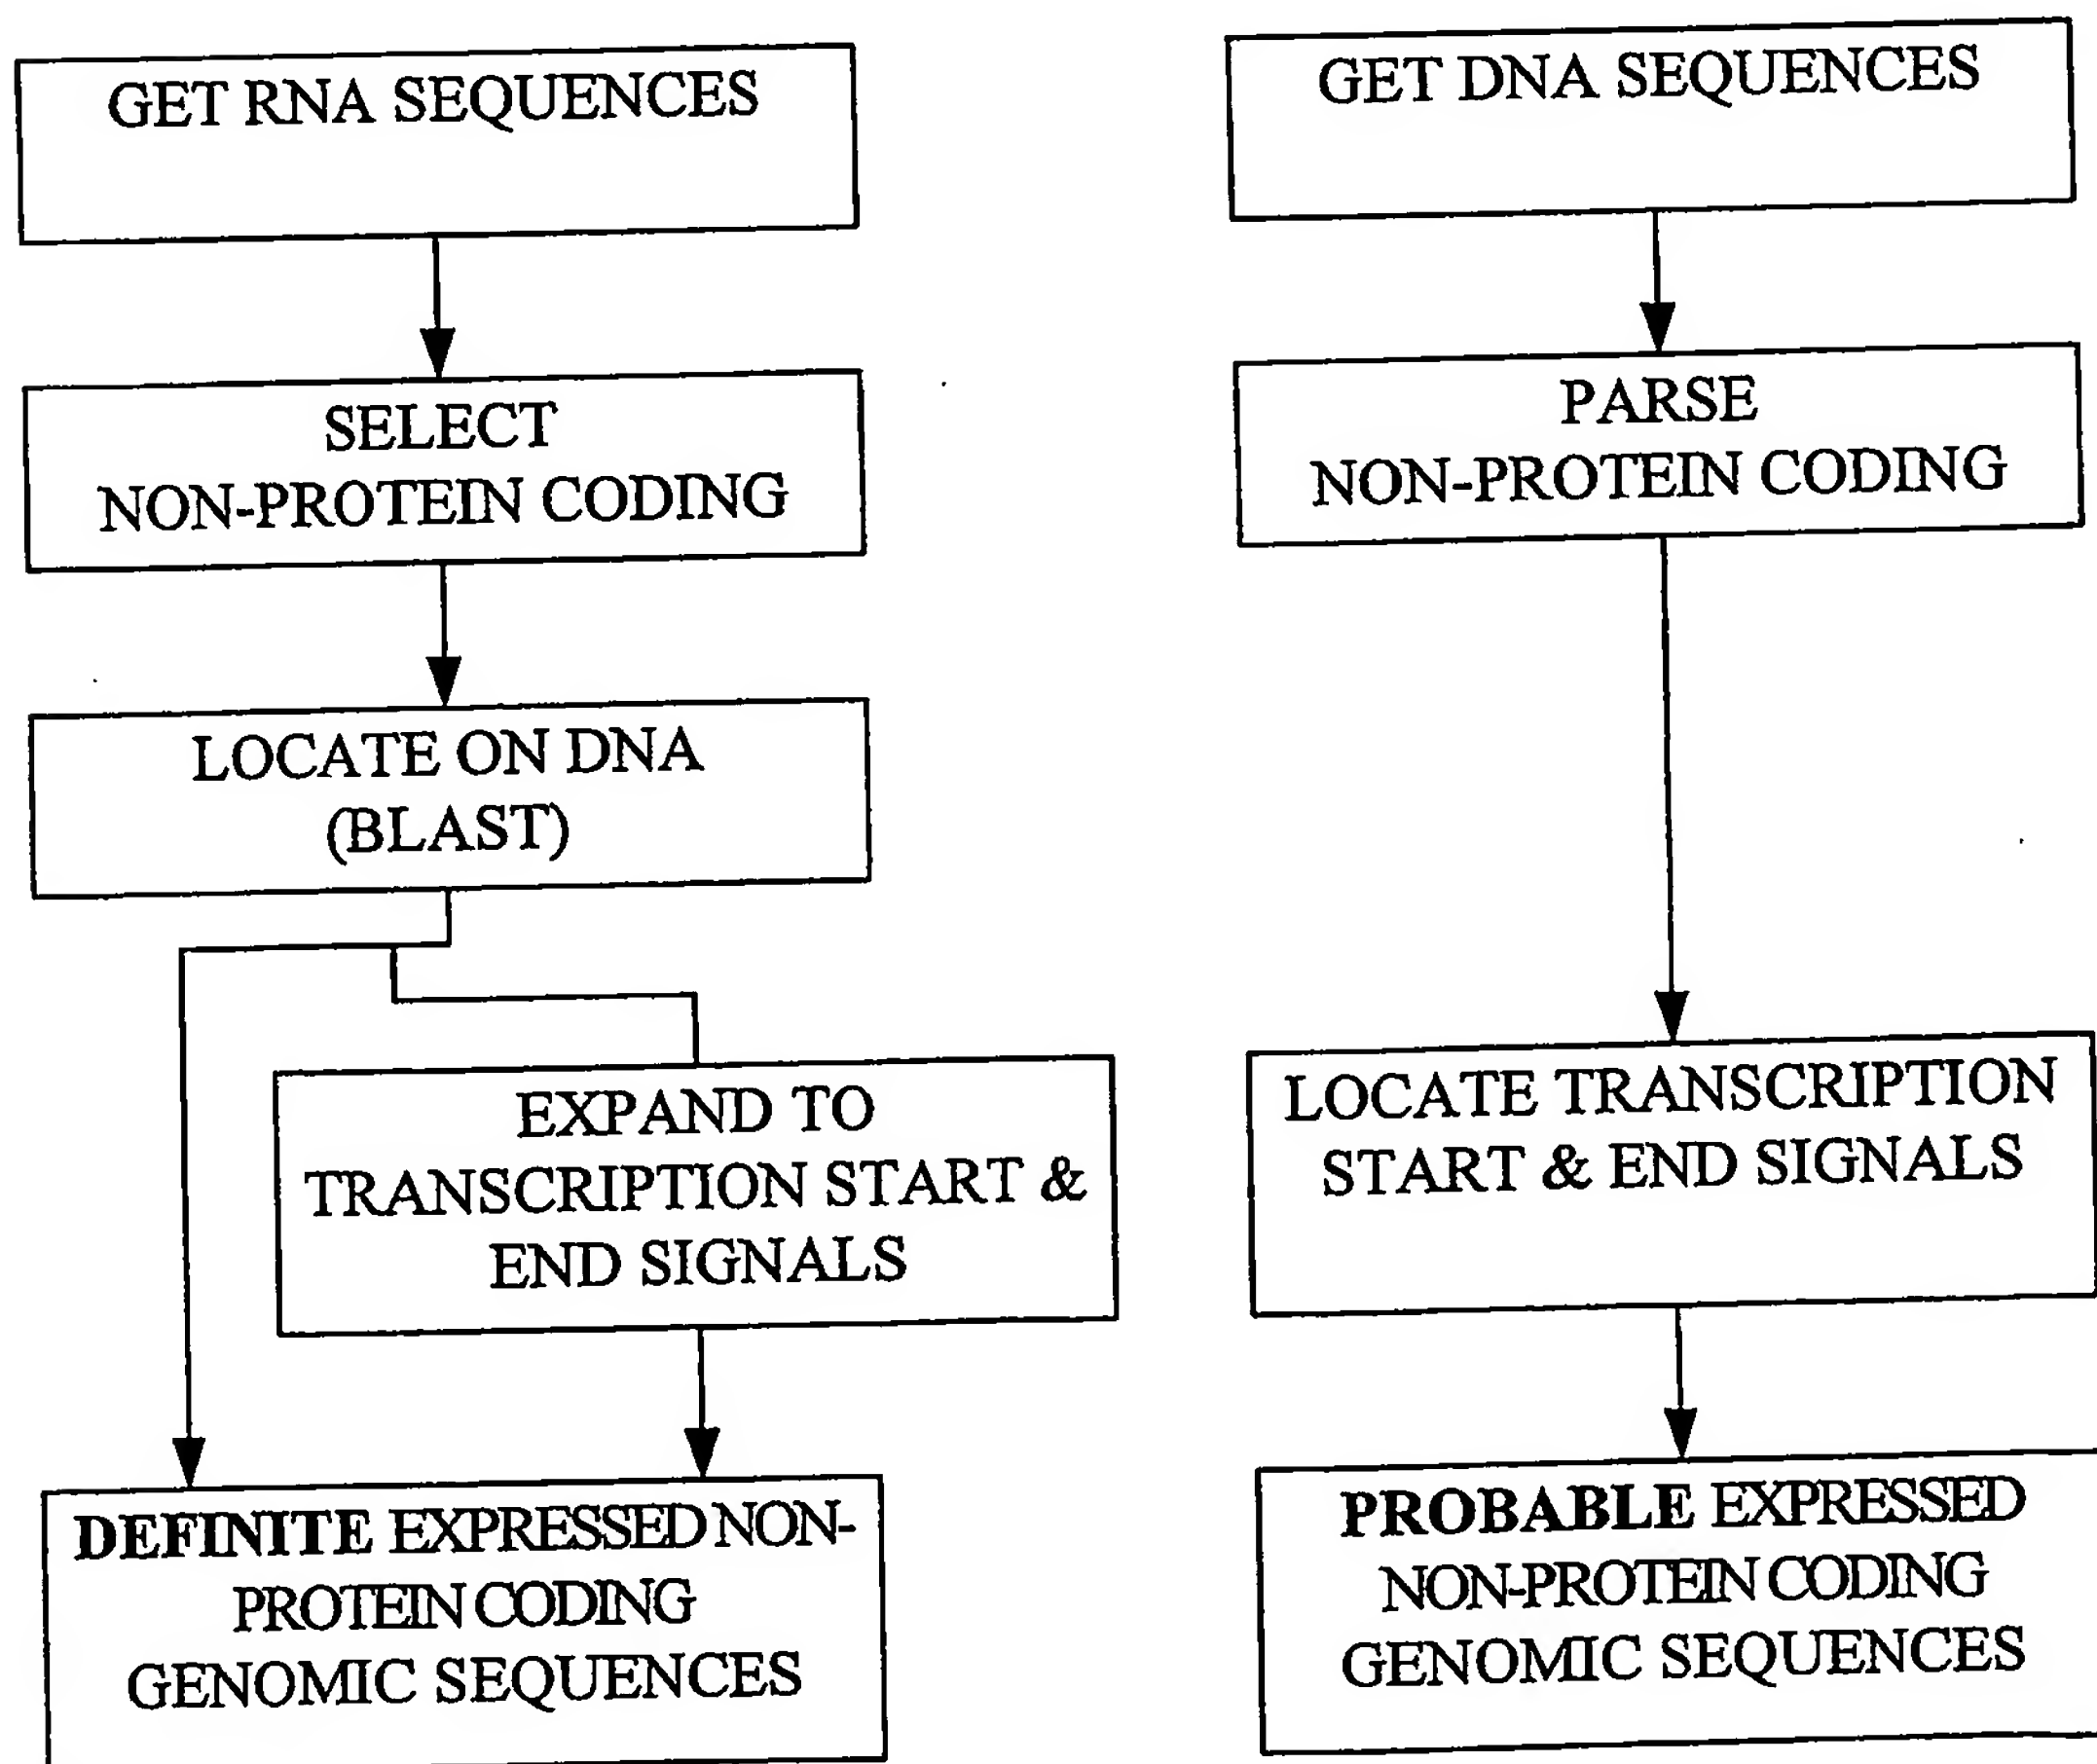 GET RNA SEQUENCES
SELECT
NON-PROTEIN CODING
LOCATE ON DNA
(BLAST)
EXPAND TO
TRANSCRIPTION START &
END SIGNALS
DEFINITE EXPRESSED NON-
PROTEIN CODING
GENOMIC SEQUENCES
GET DNA SEQUENCES
PARSE
NON-PROTEIN CODING
LOCATE TRANSCRIPTION
START & END SIGNALS
PROBABLE EXPRESSED
NON-PROTEIN CODING
GENOMIC SEQUENCES